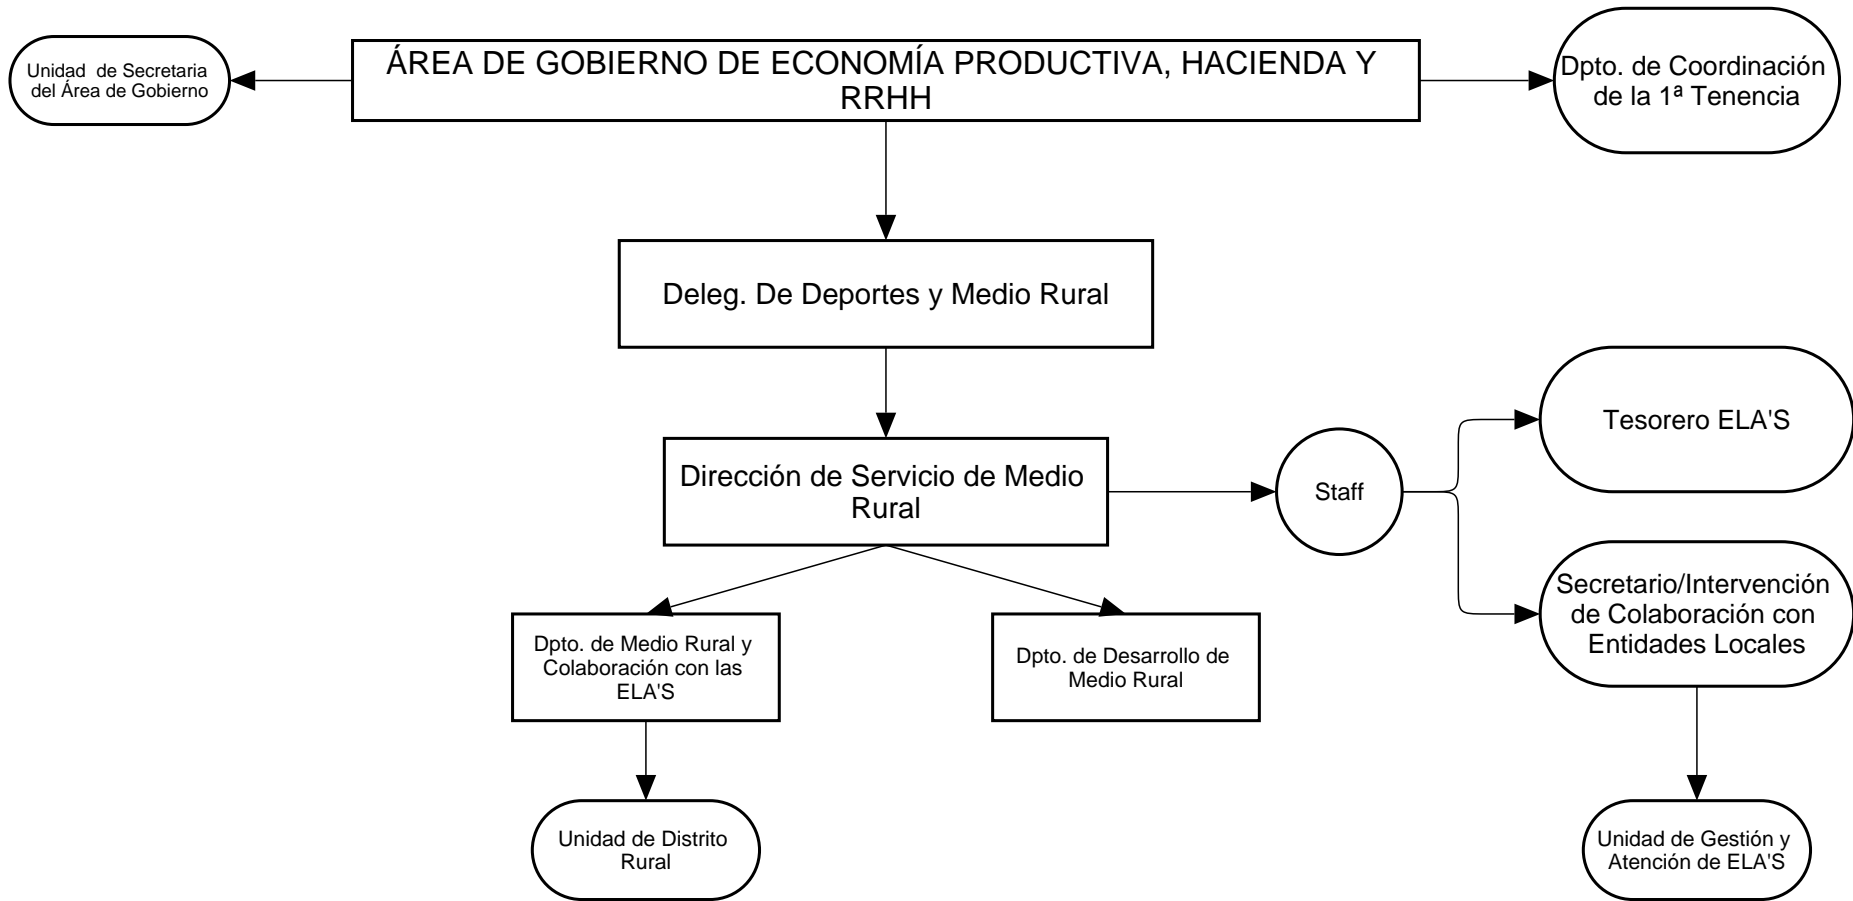 Unidad de Secretaria
del Área de Gobierno
ÁREA DE GOBIERNO DE ECONOMÍA PRODUCTIVA, HACIENDA Y
RRHH
Dpto. de Coordinación
de la 1ª Tenencia
Deleg. De Deportes y Medio Rural
Dirección de Servicio de Medio
Rural
Staff
Tesorero ELA'S
Secretario/Intervención
de Colaboración con
Entidades Locales
Dpto. de Medio Rural y
Colaboración con las
ELA'S
Dpto. de Desarrollo de
Medio Rural
Unidad de Distrito
Rural
Unidad de Gestión y
Atención de ELA'S